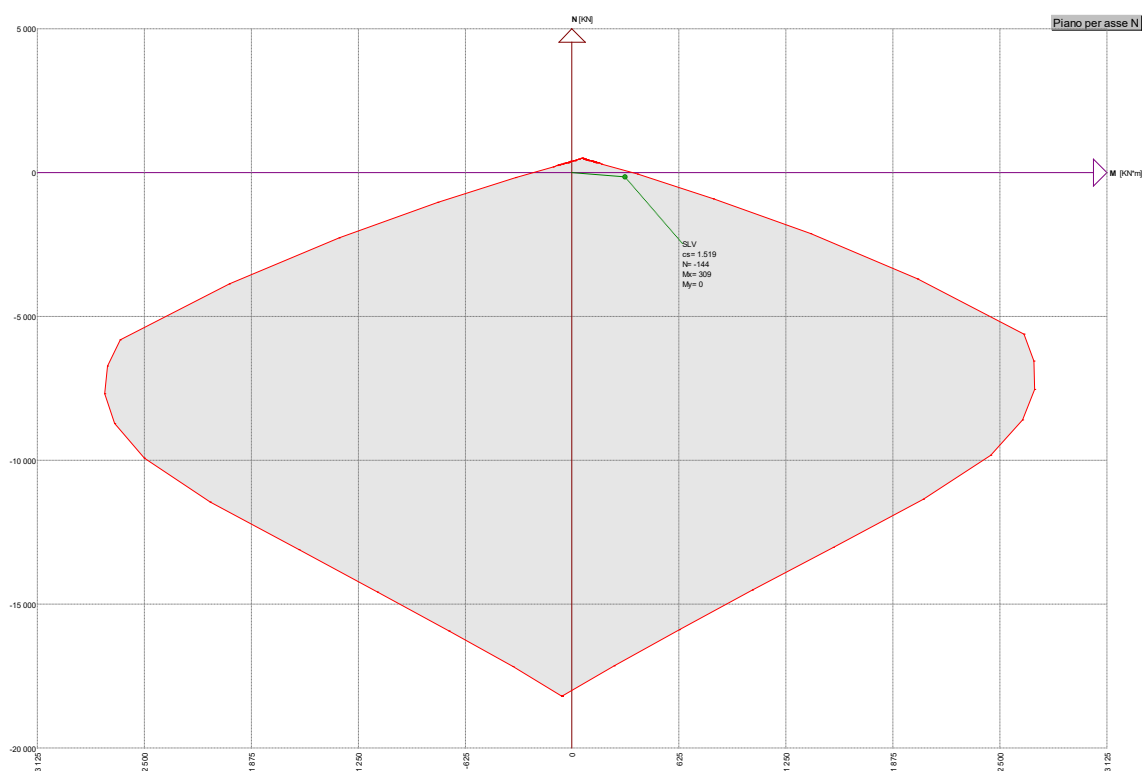 N [KN]
Piano per asse N
5 000
0
M [KN*m]
SLV
cs= 1.519
N= -144
Mx= 309
My= 0
-5 000
-10 000
-15 000
-20 000
3 125
2 500
1 875
1 250
-625
0
625
1 250
1 875
2 500
3 125